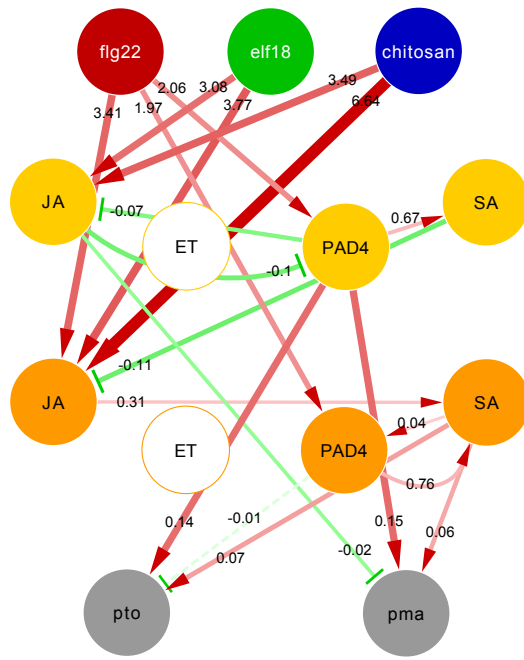 flg22
elf18
chitosan
2.06
3.08
3.49
3.41
1.97
3.77
6.64
JA
-0.07
ET
PAD4
0.67
SA
-0.1
-0.11
JA
0.31
ET
PAD4
0.04
SA
0.76
0.14
-0.01
0.15
0.06
0.07
-0.02
pto
pma